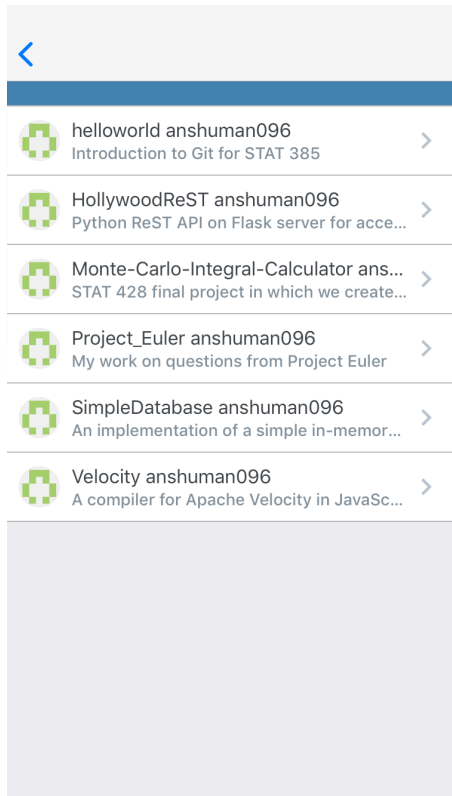 helloworld anshuman096
Introduction to Git for STAT 385
HollywoodReST anshuman096
Python ReST API on Flask server for acce...
Monte-Carlo-Integral-Calculator ans...
STAT 428 final project in which we create...
Project_Euler anshuman096
My work on questions from Project Euler
SimpleDatabase anshuman096
An implementation of a simple in-memor...
Velocity anshuman096
A compiler for Apache Velocity in JavaSc...